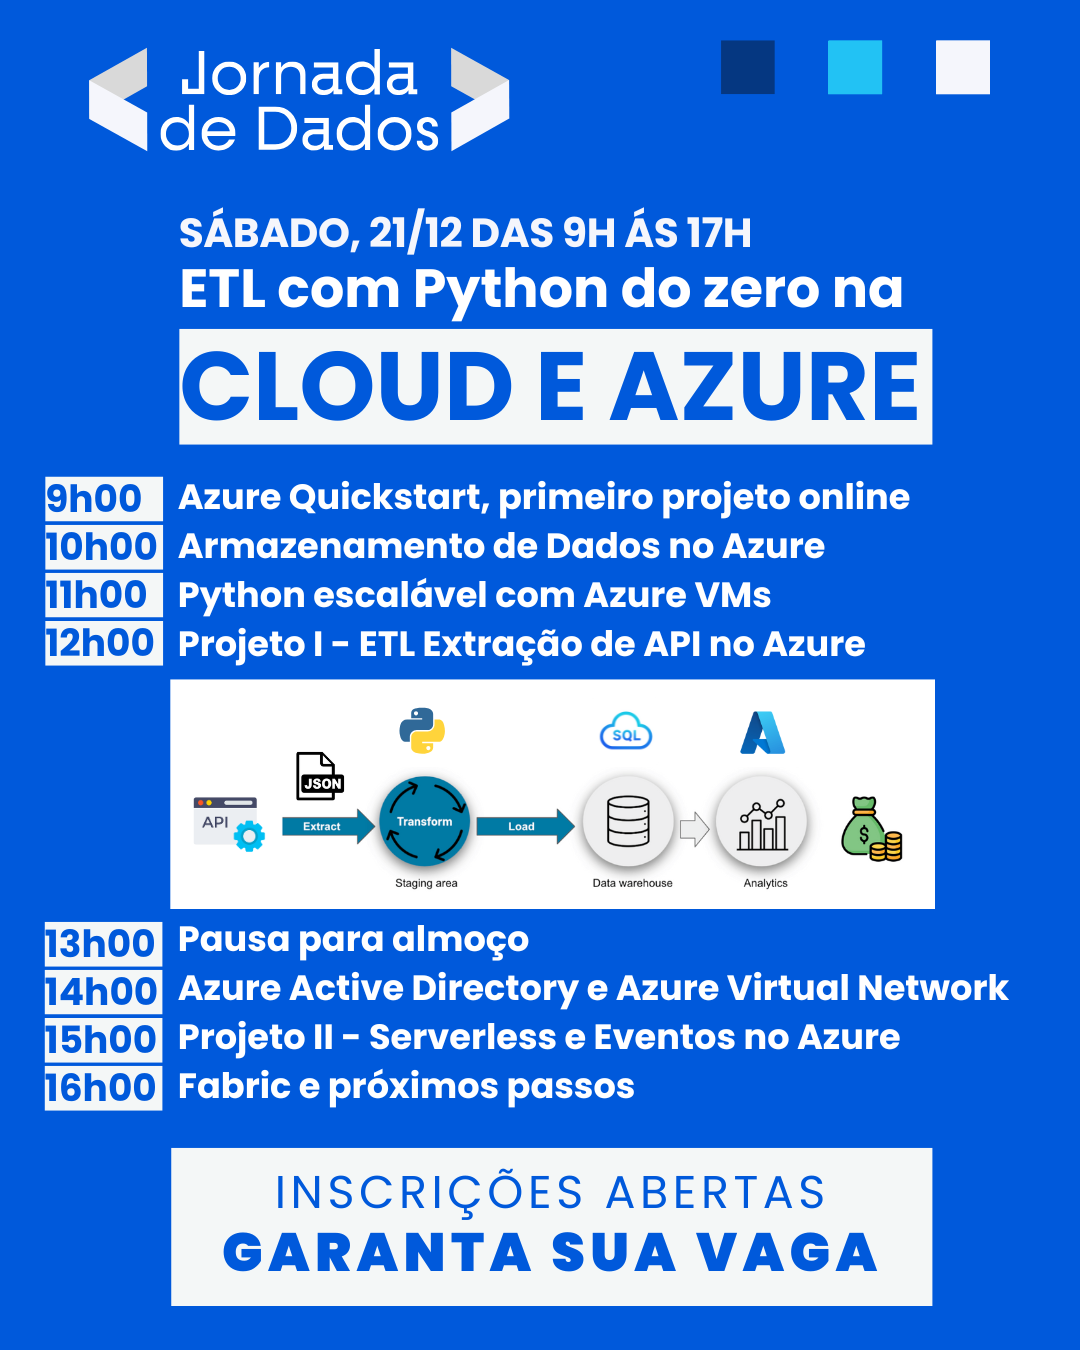 Jornada
de Dados
SÁBADO, 21/12 DAS 9H ÁS 17H
ETL com Python do zero na
CLOUD E AZURE
9h00 Azure Quickstart, primeiro projeto online
10h00 Armazenamento de Dados no Azure
11h00 Python escalável com Azure VMs
12h00 Projeto I - ETL Extração de API no Azure
SQL
JSON
API
Extract
Transform
Load
$
Staging area
Data warehouse
Analytics
13h00 Pausa para almoço
14h00 Azure Active Directory e Azure Virtual Network
15h00 Projeto II - Serverless e Eventos no Azure
16h00 Fabric e próximos passos
INSCRIÇÕES ABERTAS
GARANTA SUA VAGA